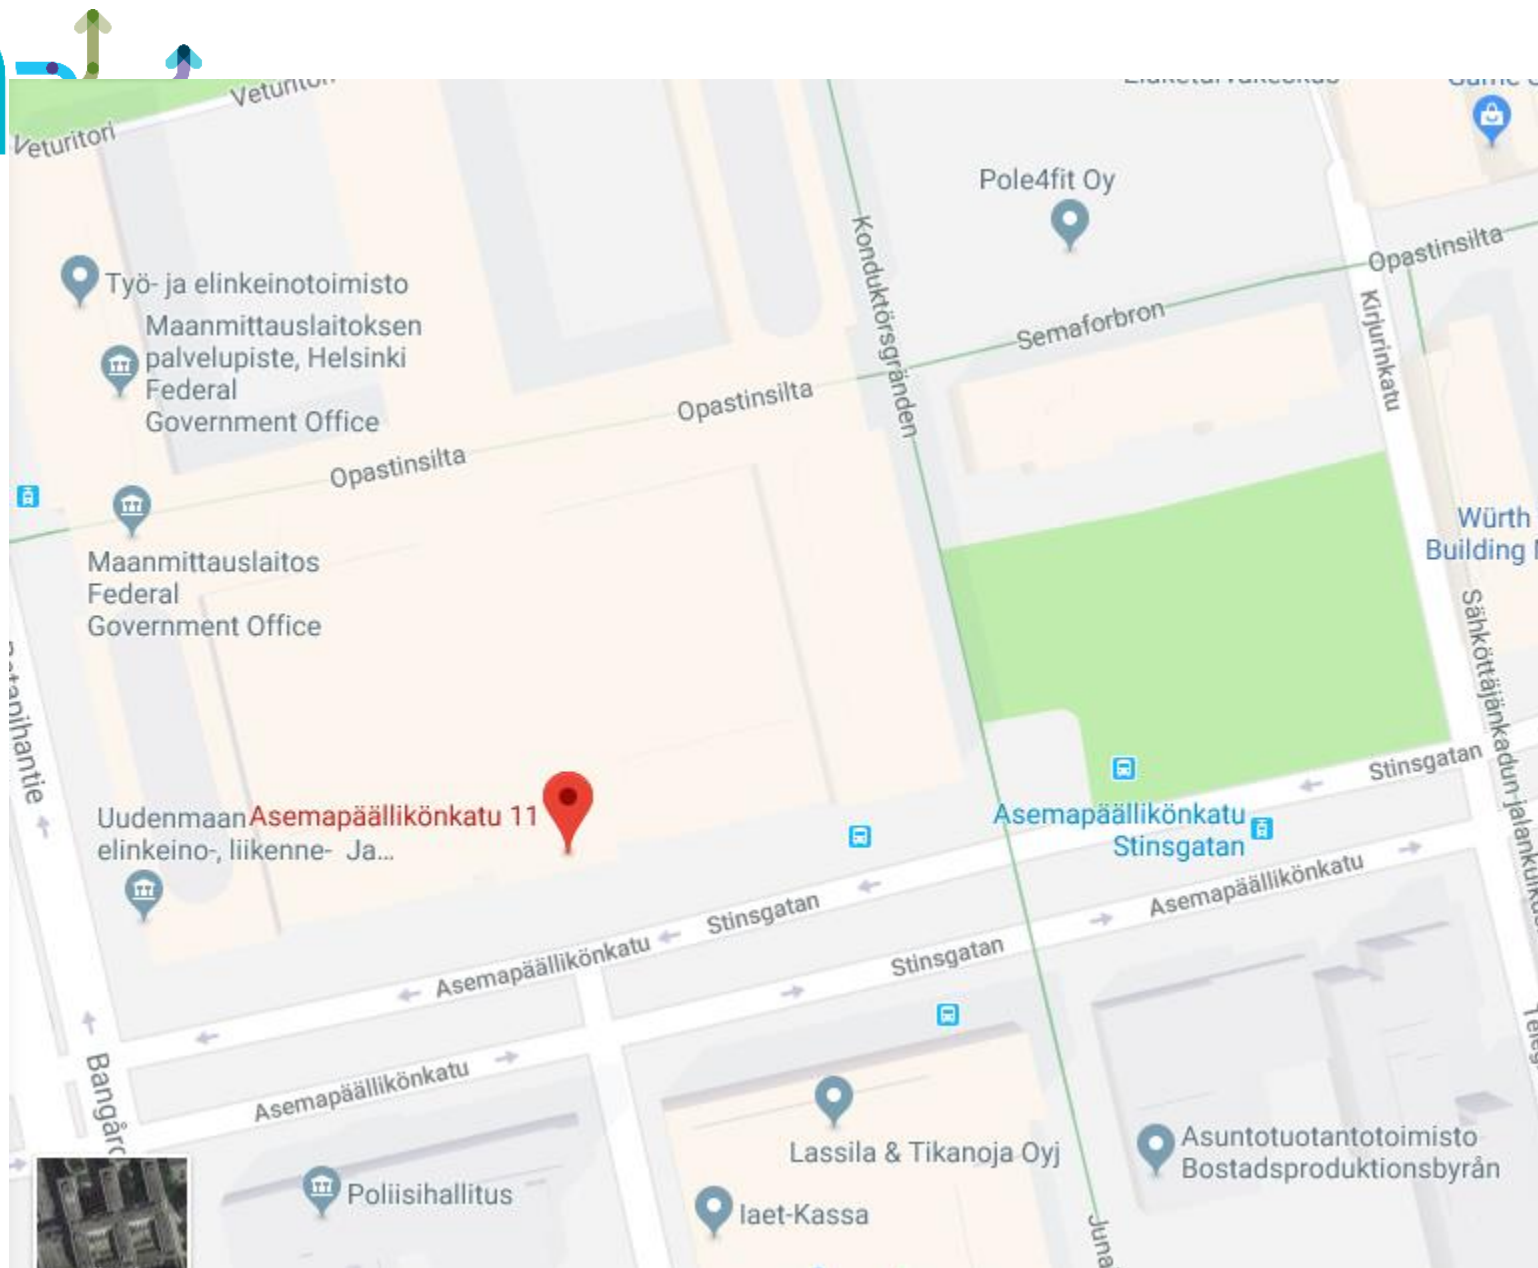 Veturitori
Veturitori
Pole4fit Oy
Opastinsilta
Työ- ja elinkeinotoimisto
Maanmittauslaitoksen
palvelupiste, Helsinki
Federal
Government Office
Konduktörsgränden
Semaforbron
Kirjurinkatu
Opastinsilta
Opastinsilta
Maanmittauslaitos
Federal
Government Office
Würth
Building
Sähköttäjänkadun jalankulku
Stinsgatan
Uudenmaan
elinkeino-, liikenne- Ja...
Asemapäällikönkatu 11
Asemapäällikönkatu
Stinsgatan
Asemapäällikönkatu
Stinsgatan
Stinsgatan
Asemapäällikönkatu
Asemapäällikönkatu
Lassila & Tikanoja Oyj
Asuntotuotantotoimisto
Bostadsproduktionsbyrån
Poliisihallitus